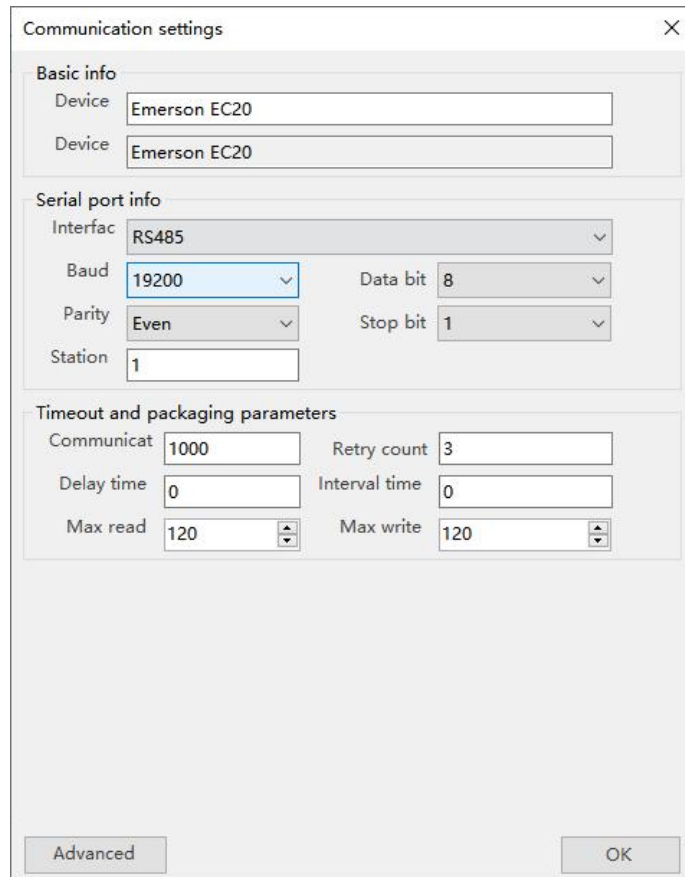 Communication settings
Basic info
Device Emerson EC20
Device Emerson EC20
Serial port info
Interfac RS485
Baud 19200 Data bit 8
Parity Even Stop bit 1
Station 1
Timeout and packaging parameters
Communicat 1000 Retry count 3
Delay time 0 Interval time 0
Max read 120 Max write 120
Advanced OK